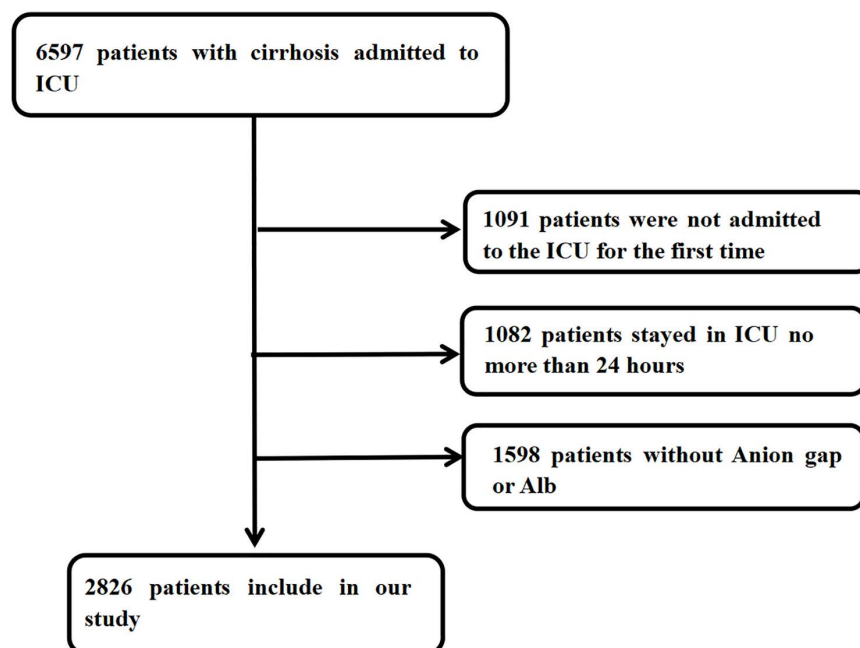 6597 patients with cirrhosis admitted to
ICU
1091 patients were not admitted
to the ICU for the first time
1082 patients stayed in ICU no
more than 24 hours
1598 patients without Anion gap
or Alb
2826 patients include in our
study